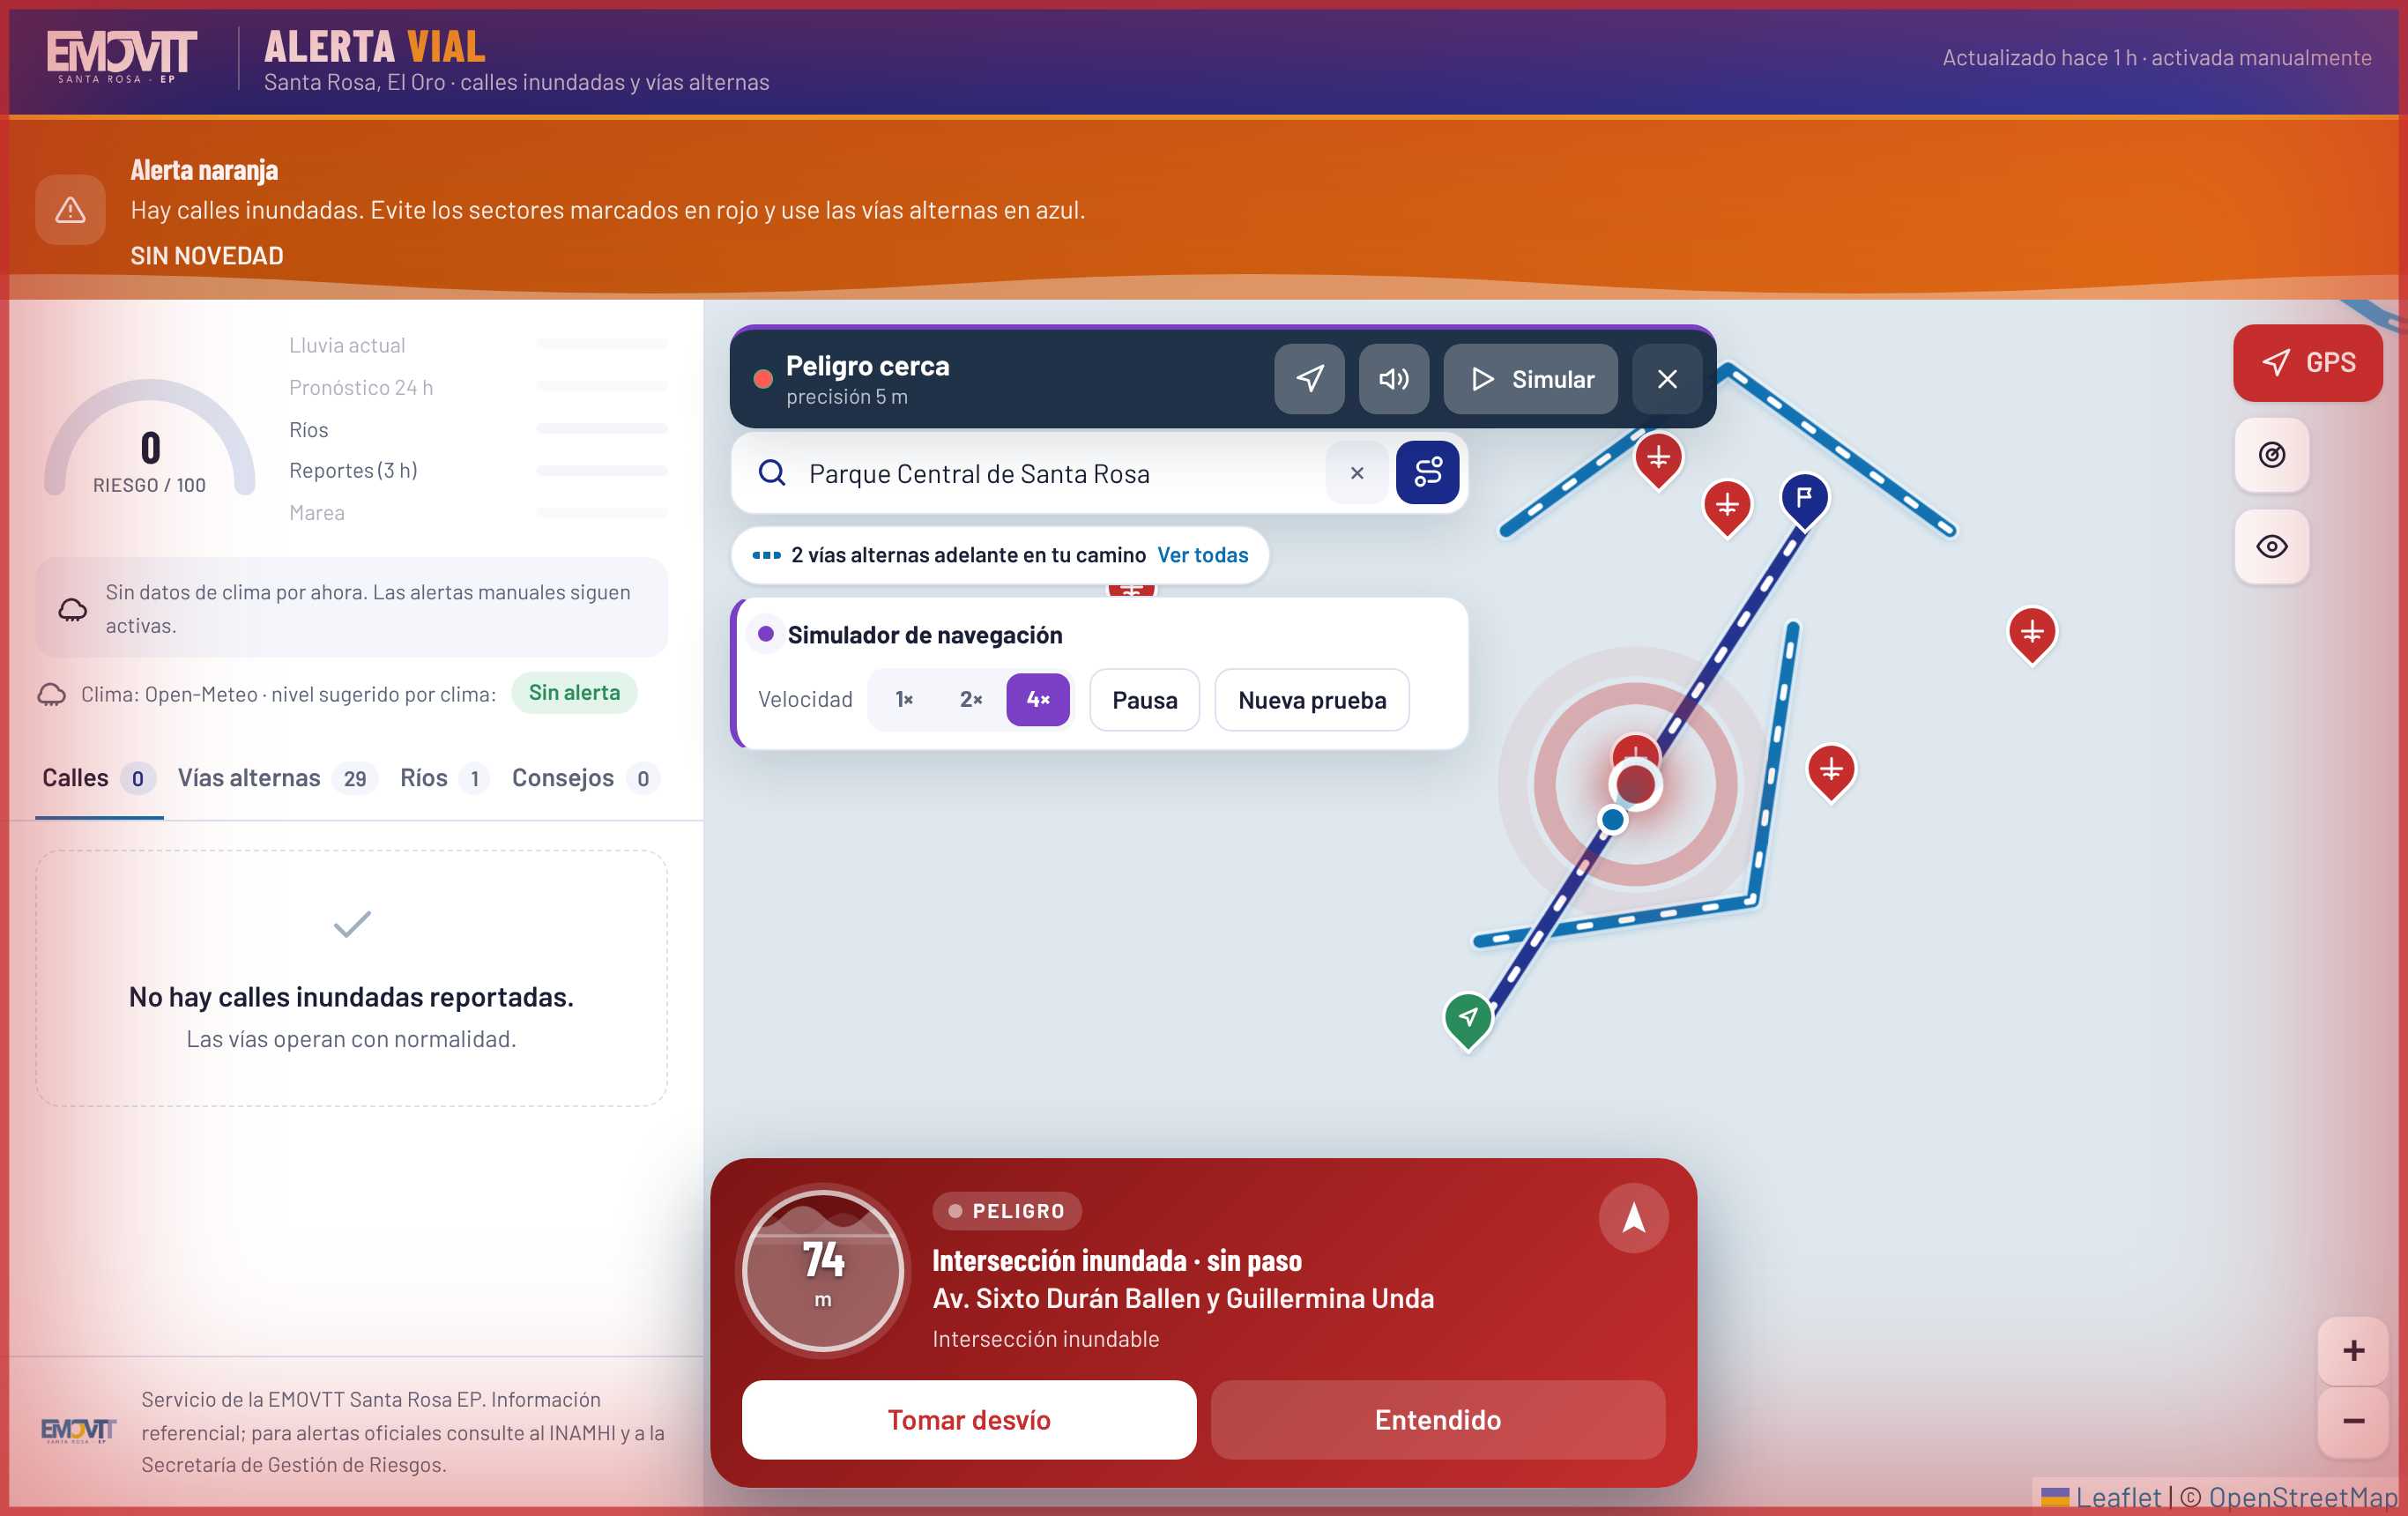 EMOVTT
SANTA ROSA - EP
ALERTA VIAL
Santa Rosa, El Oro · calles inundadas y vías alternas
Actualizado hace 1 h · activada manualmente
Alerta naranja
Hay calles inundadas. Evite los sectores marcados en rojo y use las vías alternas en azul.
SIN NOVEDAD
0
RIESGO / 100
Lluvia actual
Pronóstico 24 h
Ríos
Reportes (3 h)
Marea
Sin datos de clima por ahora. Las alertas manuales siguen
activas.
Clima: Open-Meteo · nivel sugerido por clima: Sin alerta
Calles 0 Vías alternas 29 Ríos 1 Consejos 0
No hay calles inundadas reportadas.
Las vías operan con normalidad.
EMOVTT
SANTA ROSA - EP
Servicio de la EMOVTT Santa Rosa EP. Información
referencial; para alertas oficiales consulte al INAMHI y a la
Secretaría de Gestión de Riesgos.
Peligro cerca
precisión 5 m
Simular
GPS
Parque Central de Santa Rosa
2 vías alternas adelante en tu camino Ver todas
Simulador de navegación
Velocidad 1× 2× 4× Pausa Nueva prueba
74
m
PELIGRO
Intersección inundada · sin paso
Av. Sixto Durán Ballen y Guillermina Unda
Intersección inundable
Tomar desvío Entendido
+
−
Leaflet | © OpenStreetMap